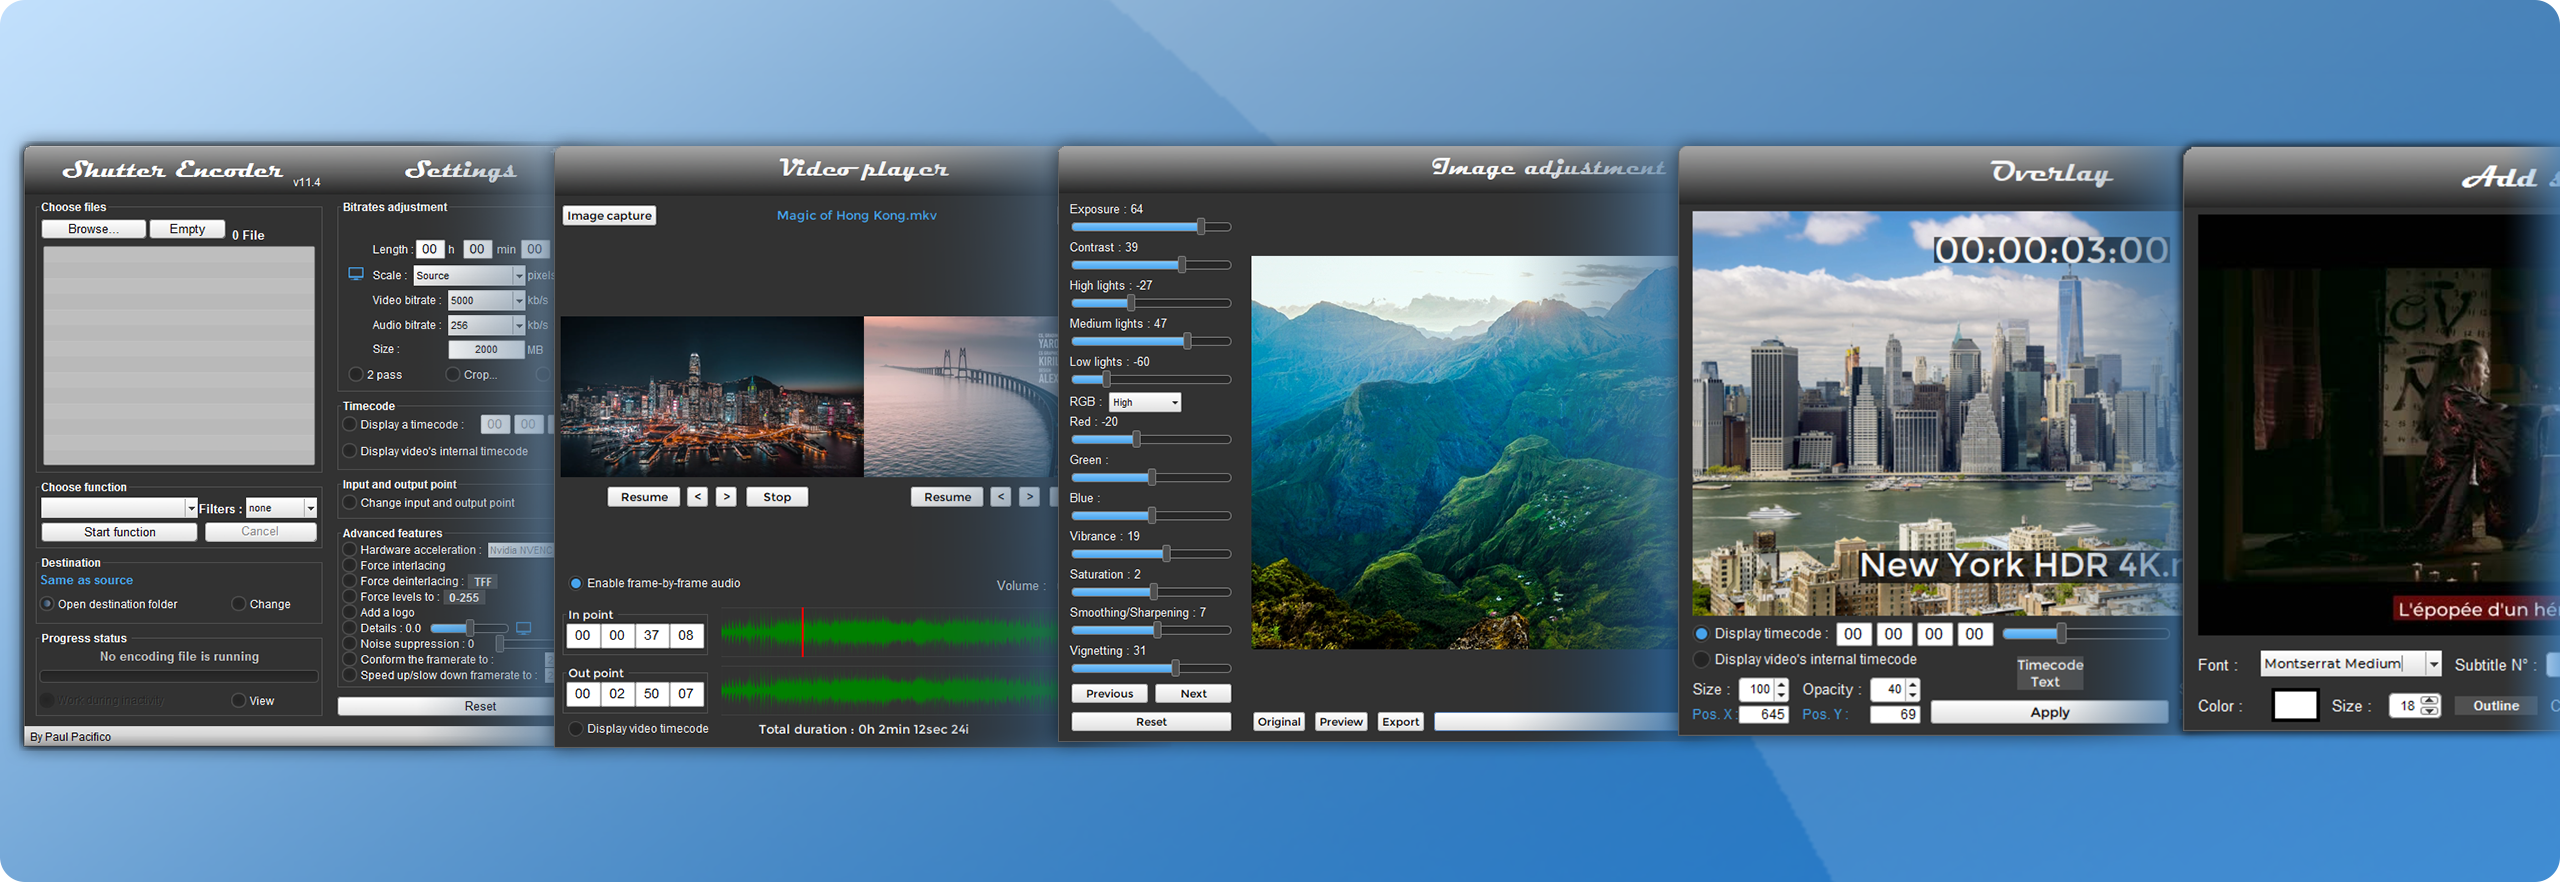 Shutter Encoder
v11.4
Choose files
Browse...
Empty
0 File
Choose function
Filters :
none
Start function
Cancel
Destination
Same as source
Open destination folder
Change
Progress status
No encoding file is running
Work during inactivity
View
By Paul Pacifico
Settings
Bitrates adjustment
Length : 00 h 00 min 00
Scale : Source pixels
Video bitrate : 5000 kb/s
Audio bitrate : 256 kb/s
Size : 2000 MB
2 pass
Crop...
Timecode
Display a timecode : 00 00
Display video's internal timecode
Input and output point
Change input and output point
Advanced features
Hardware acceleration : Nvidia NVENC
Force interlacing
Force deinterlacing : TFF
Force levels to : 0-255
Add a logo
Details : 0.0
Noise suppression : 0
Conform the framerate to :
Speed up/slow down framerate to :
Reset
Video player
Image capture
Magic of Hong Kong.mkv
Resume < > Stop
Resume < >
Enable frame-by-frame audio
Volume :
In point
00 00 37 08
Out point
00 02 50 07
Display video timecode
Total duration : 0h 2min 12sec 24i
Image adjustment
Exposure : 64
Contrast : 39
High lights : -27
Medium lights : 47
Low lights : -60
RGB : High
Red : -20
Green :
Blue :
Vibrance : 19
Saturation : 2
Smoothing/Sharpening : 7
Vignetting : 31
Previous
Next
Reset
Original
Preview
Export
Overlay
00:00:03:00
New York HDR 4K.
Display timecode : 00 00 00 00
Display video's internal timecode
Timecode
Text
Size : 100
Opacity : 40
Pos. X : 645
Pos. Y : 69
Apply
Add
L'épopée d'un hé
Font : Montserrat Medium
Subtitle N° :
Color :
Size : 18
Outline